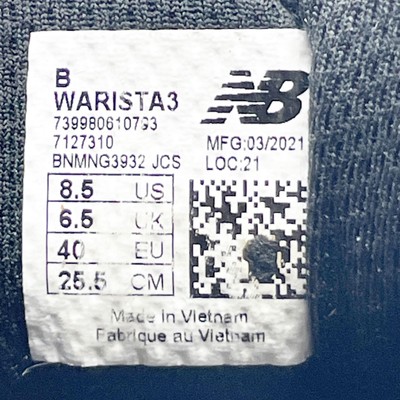 B
WARISTA3
NB
739980610793
7127310
MFG:03/2021
BNMNG3932 JCS
LOC:21
8.5 US
6.5 UK
40 EU
25.5 CM
Made in Vietnam
Fabrique au Vietnam